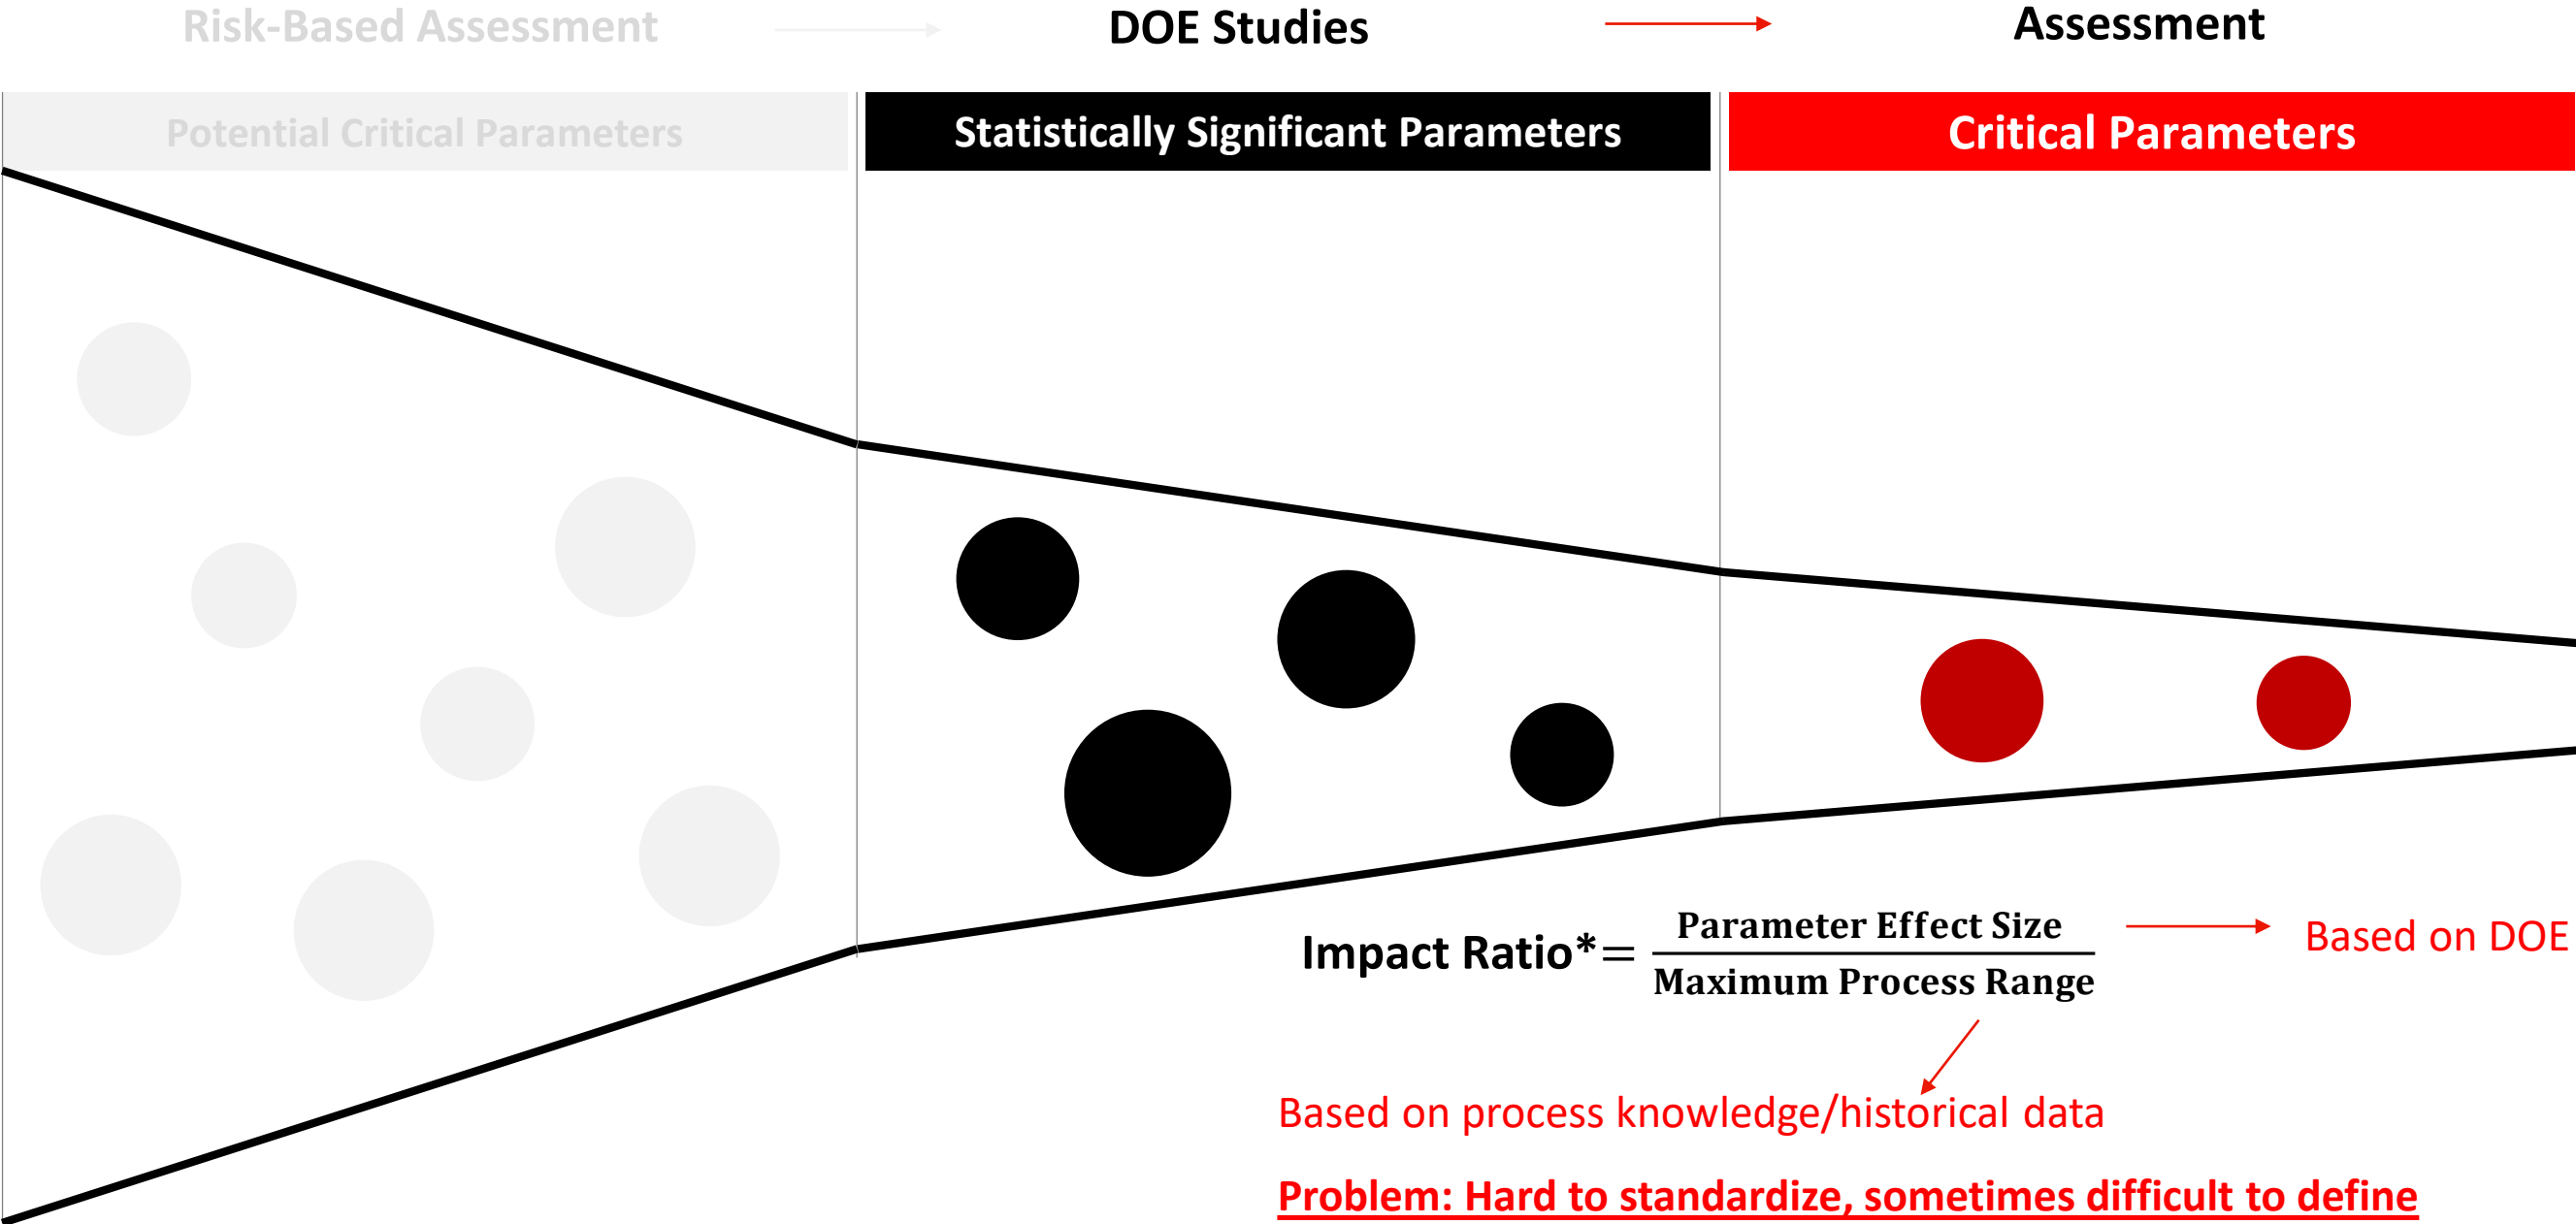 Risk-Based Assessment
DOE Studies
Assessment
Potential Critical Parameters
Statistically Significant Parameters
Critical Parameters
Impact Ratio*= Parameter Effect Size
Maximum Process Range
Based on DOE
Based on process knowledge/historical data
Problem: Hard to standardize, sometimes difficult to define